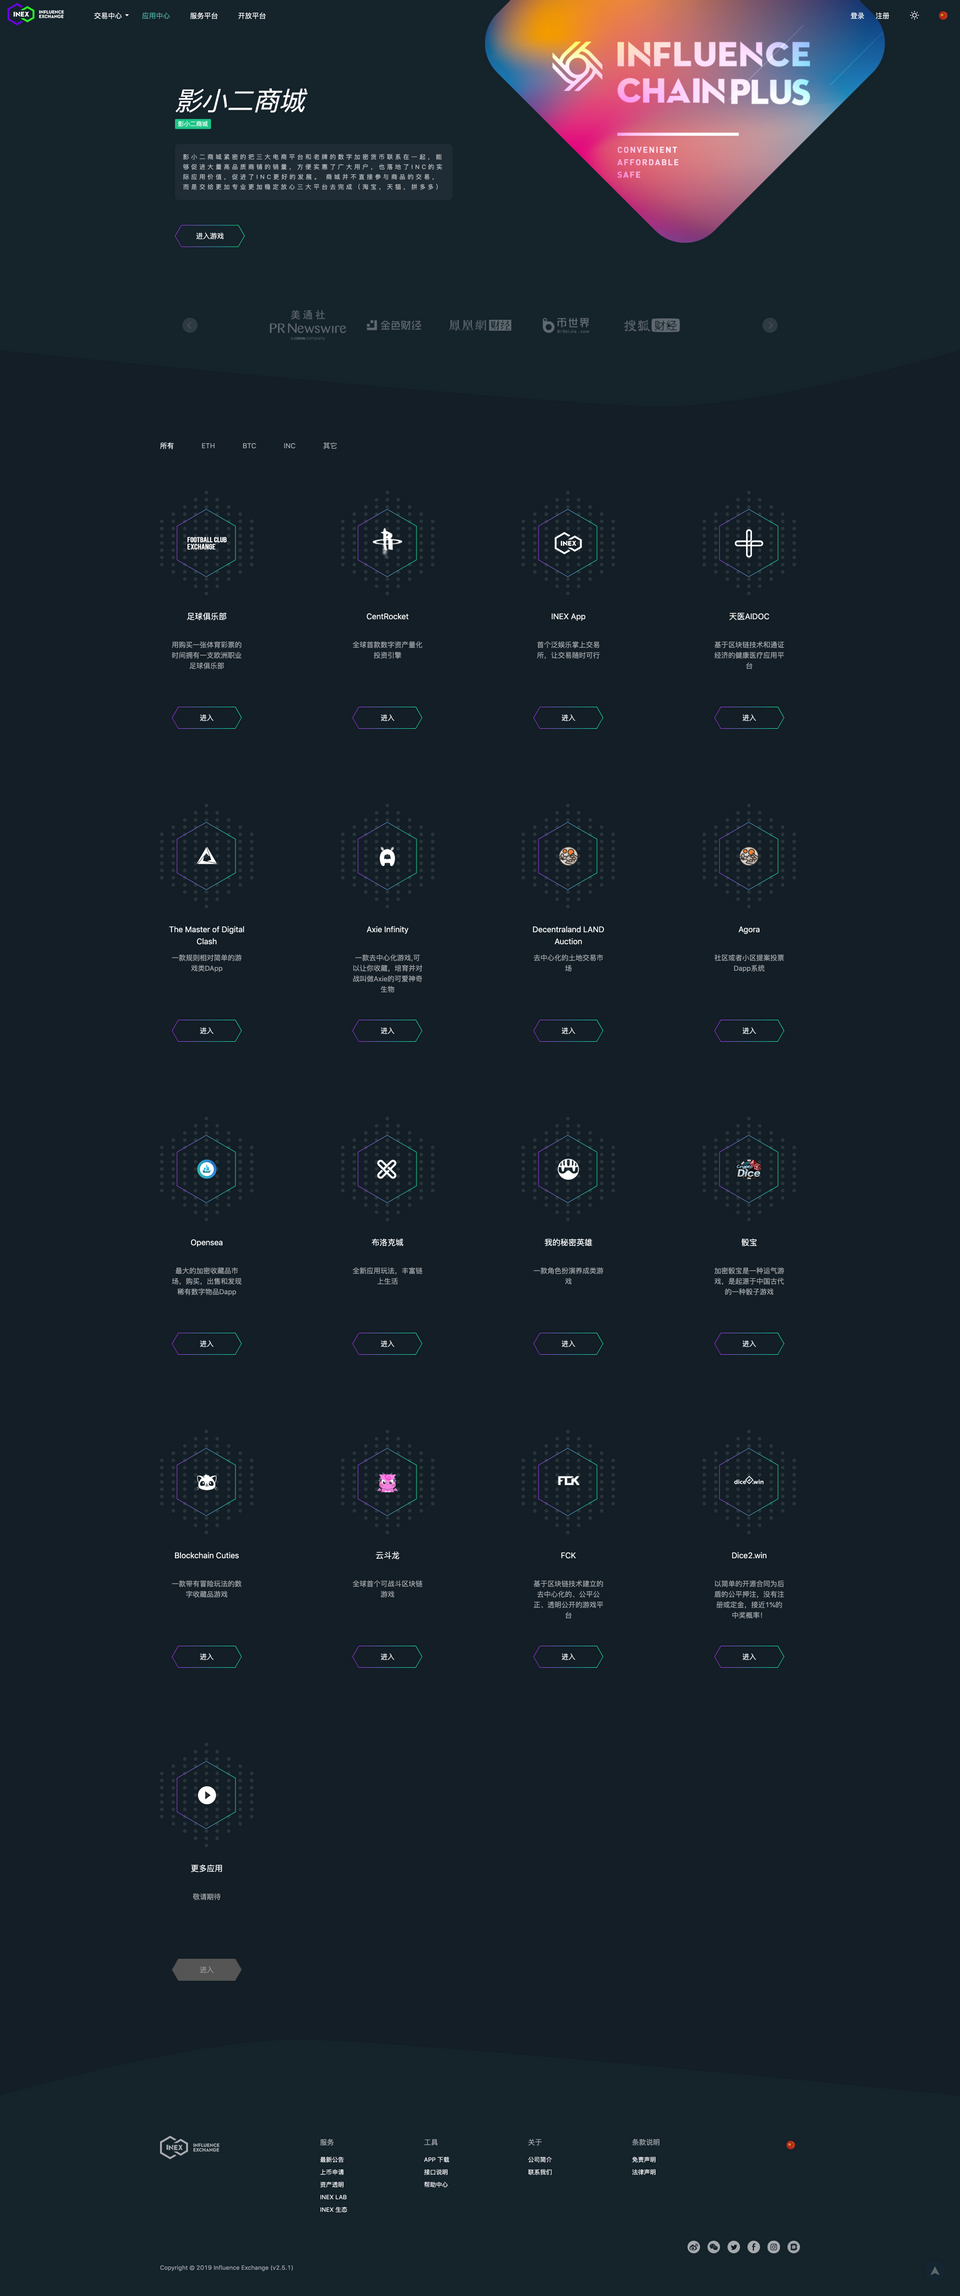 INEX INFLUENCE EXCHANGE
交易中心
应用中心
服务平台
开放平台
登录
注册
INFLUENCE
CHAIN PLUS
CONVENIENT
AFFORDABLE
SAFE
影小二商城
影小二商城
影小二商城紧密的把三大电商平台和老牌的数字加密货币联系在一起，能
够促进大量高品质商铺的销量，方便实惠了广大用户，也落地了INC的实
际应用价值，促进了INC更好的发展。 商城并不直接参与商品的交易，
而是交给更加专业更加稳定放心三大平台去完成（淘宝，天猫，拼多多）
进入游戏
美通社
PR Newswire
金色财经
鳳凰網财经
币世界
搜狐财经
所有
ETH
BTC
INC
其它
FOOTBALL CLUB
EXCHANGE
INEX
足球俱乐部
CentRocket
INEX App
天医AIDOC
用购买一张体育彩票的
时间拥有一支欧洲职业
足球俱乐部
全球首款数字资产量化
投资引擎
首个泛娱乐掌上交易
所，让交易随时可行
基于区块链技术和通证
经济的健康医疗应用平
台
进入
进入
进入
进入
The Master of Digital
Clash
Axie Infinity
Decentraland LAND
Auction
Agora
一款规则相对简单的游
戏类DApp
一款去中心化游戏,可
以让你收藏，培育并对
战叫做Axie的可爱神奇
生物
去中心化的土地交易市
场
社区或者小区提案投票
Dapp系统
进入
进入
进入
进入
Dice
Opensea
布洛克城
我的秘密英雄
骰宝
最大的加密收藏品市
场，购买，出售和发现
稀有数字物品Dapp
全新应用玩法，丰富链
上生活
一款角色扮演养成类游
戏
加密骰宝是一种运气游
戏，是起源于中国古代
的一种骰子游戏
进入
进入
进入
进入
FCK
dice2.win
Blockchain Cuties
云斗龙
FCK
Dice2.win
一款带有冒险玩法的数
字收藏品游戏
全球首个可战斗区块链
游戏
基于区块链技术建立的
去中心化的、公平公
正、透明公开的游戏平
台
以简单的开源合同为后
盾的公平押注，没有注
册或定金，接近1%的
中奖概率！
进入
进入
进入
进入
更多应用
敬请期待
进入
INEX INFLUENCE EXCHANGE
服务
最新公告
上币申请
资产透明
INEX LAB
INEX 生态
工具
APP 下载
接口说明
帮助中心
关于
公司简介
联系我们
条款说明
免责声明
法律声明
Copyright © 2019 Influence Exchange (v2.5.1)